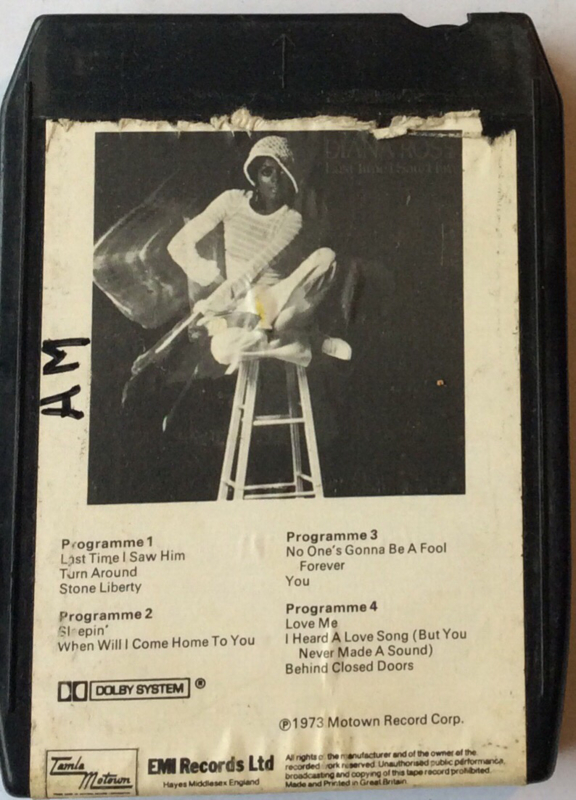 DIANA ROSS
Last Time I Saw Him
AM
Programme 1
Last Time I Saw Him
Turn Around
Stone Liberty
Programme 2
Sleepin'
When Will I Come Home To You
Programme 3
No One's Gonna Be A Fool
Forever
You
Programme 4
Love Me
I Heard A Love Song (But You
Never Made A Sound)
Behind Closed Doors
DOLBY SYSTEM ®
℗1973 Motown Record Corp.
Tamla
Motown
EMI Records Ltd
Hayes Middlesex England
All rights of the manufacturer and of the owner of the
recorded work reserved. Unauthorised public performance,
broadcasting and copying of this tape record prohibited.
Made and Printed in Great Britain